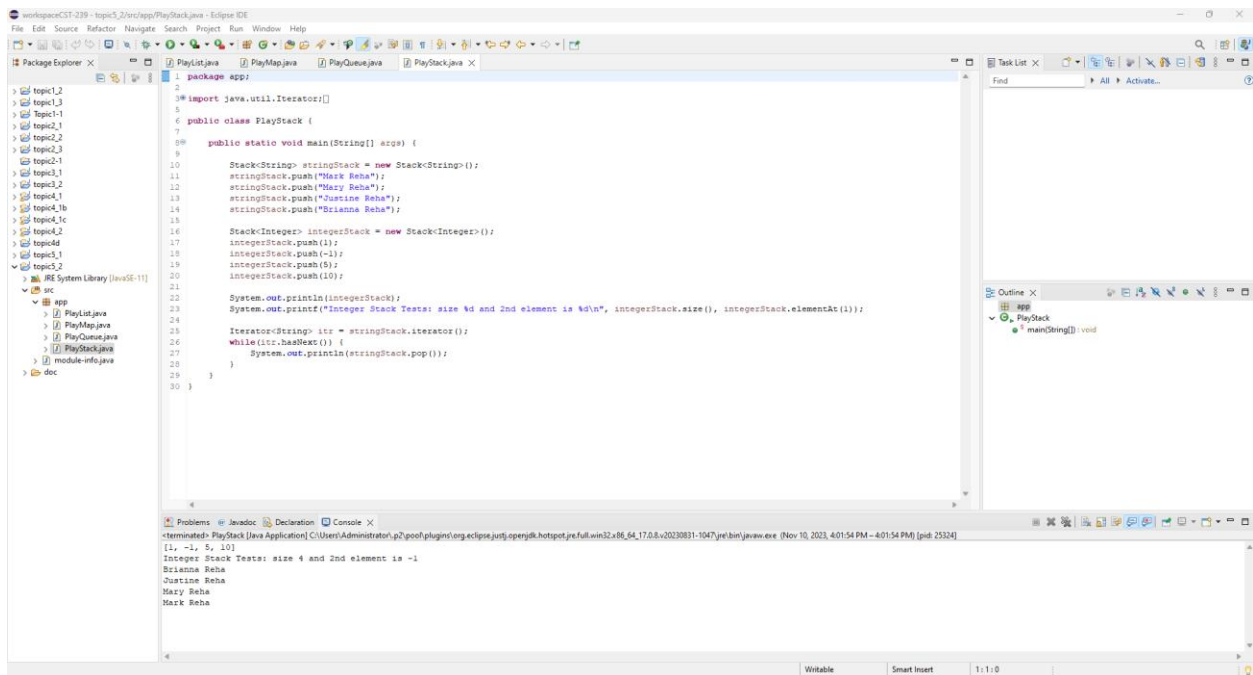 workspaceCST-239 - topic5_2/src/app/PlayStack.java - Eclipse IDE
File Edit Source Refactor Navigate Search Project Run Window Help
Package Explorer
topic1_2
topic1_3
Topic1-1
topic2_1
topic2_2
topic2_3
topic2-1
topic3_1
topic3_2
topic4_1
topic4_1b
topic4_1c
topic4_2
topic4d
topic5_1
topic5_2
JRE System Library [JavaSE-11]
src
app
PlayList.java
PlayMap.java
PlayQueue.java
PlayStack.java
module-info.java
doc
PlayList.java PlayMap.java PlayQueue.java PlayStack.java
1 package app;
2
3 import java.util.Iterator;
5
6 public class PlayStack {
7
8 public static void main(String[] args) {
9
10 Stack<String> stringStack = new Stack<String>();
11 stringStack.push("Mark Reha");
12 stringStack.push("Mary Reha");
13 stringStack.push("Justine Reha");
14 stringStack.push("Brianna Reha");
15
16 Stack<Integer> integerStack = new Stack<Integer>();
17 integerStack.push(1);
18 integerStack.push(-1);
19 integerStack.push(5);
20 integerStack.push(10);
21
22 System.out.println(integerStack);
23 System.out.printf("Integer Stack Tests: size %d and 2nd element is %d\n", integerStack.size(), integerStack.elementAt(1));
24
25 Iterator<String> itr = stringStack.iterator();
26 while(itr.hasNext()) {
27 System.out.println(stringStack.pop());
28 }
29 }
30 }
Task List
Find All Activate...
Outline
app
PlayStack
main(String[]) : void
Problems Javadoc Declaration Console
<terminated> PlayStack [Java Application] C:\Users\Administrator\.p2\pool\plugins\org.eclipse.justj.openjdk.hotspot.jre.full.win32.x86_64_17.0.8.v20230831-1047\jre\bin\javaw.exe (Nov 10, 2023, 4:01:54 PM – 4:01:54 PM) [pid: 25324]
[1, -1, 5, 10]
Integer Stack Tests: size 4 and 2nd element is -1
Brianna Reha
Justine Reha
Mary Reha
Mark Reha
Writable Smart Insert 1 : 1 : 0